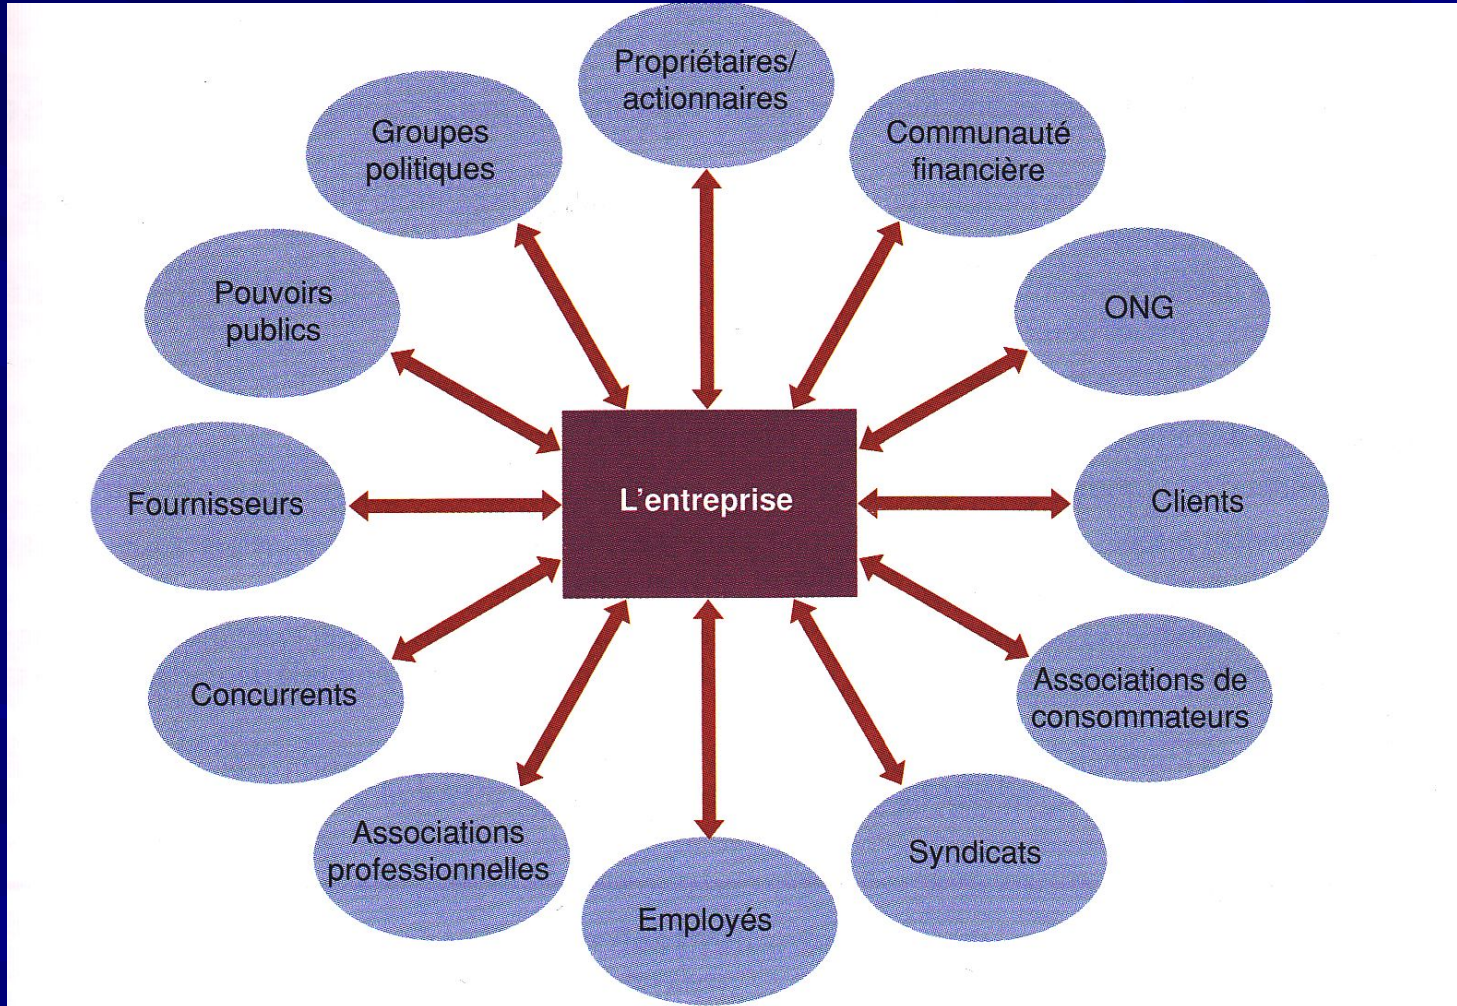 Propriétaires/
actionnaires
Communauté
financière
ONG
Clients
Associations de
consommateurs
Syndicats
Employés
Associations
professionnelles
Concurrents
Fournisseurs
Pouvoirs
publics
Groupes
politiques
L'entreprise